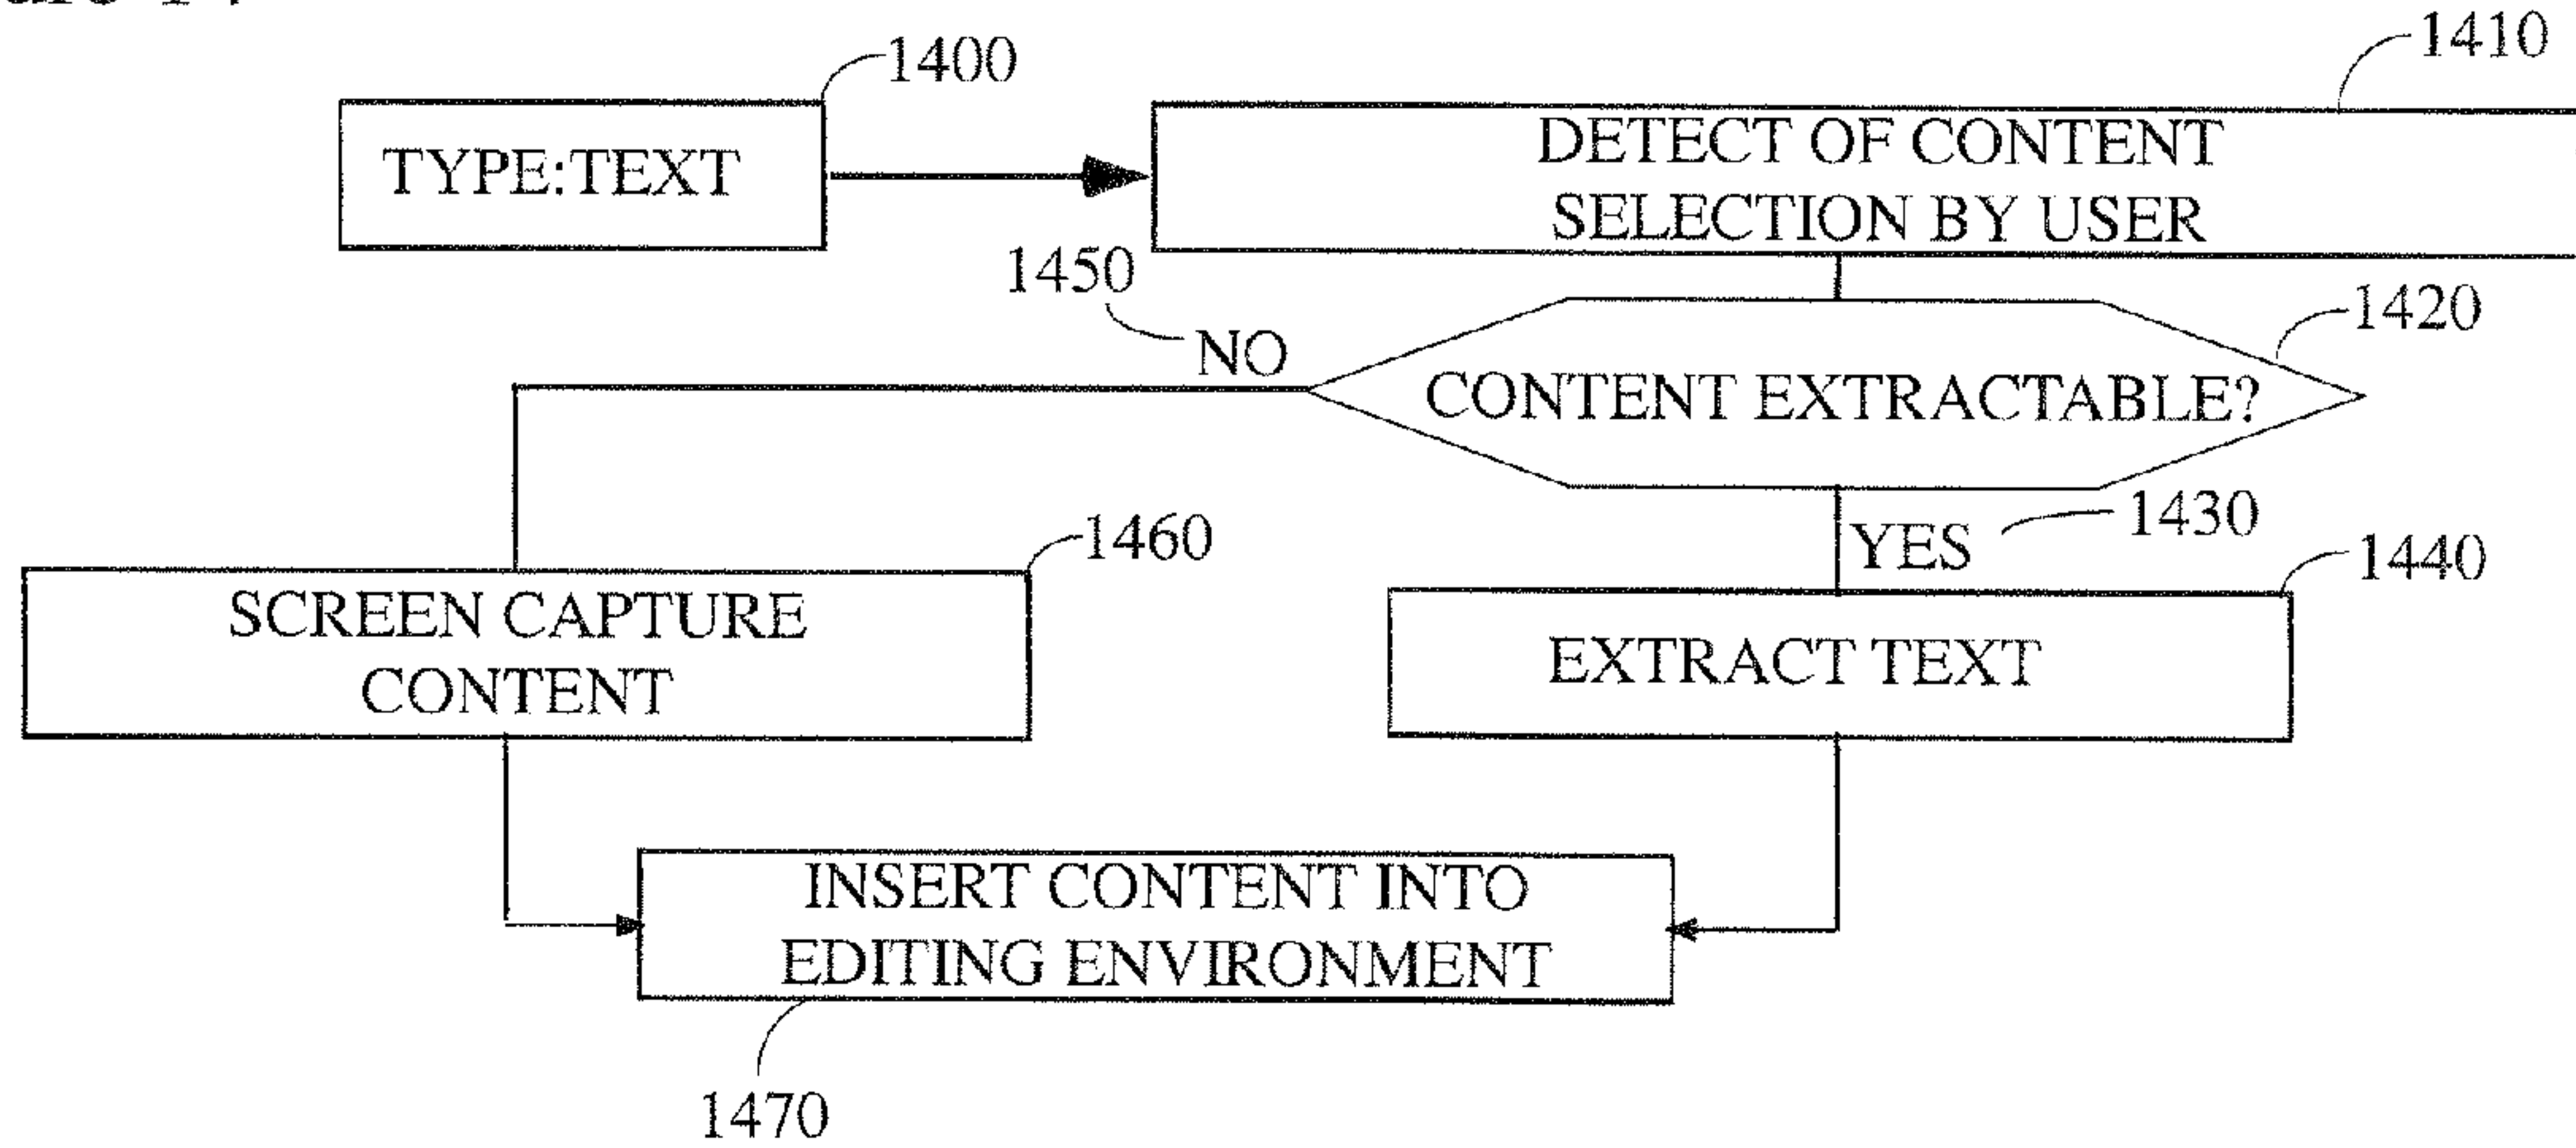 1400
1410
TYPE:TEXT
DETECT OF CONTENT
SELECTION BY USER
1450
NO
1420
CONTENT EXTRACTABLE?
1430
YES
1460
1440
SCREEN CAPTURE
CONTENT
EXTRACT TEXT
INSERT CONTENT INTO
EDITING ENVIRONMENT
1470